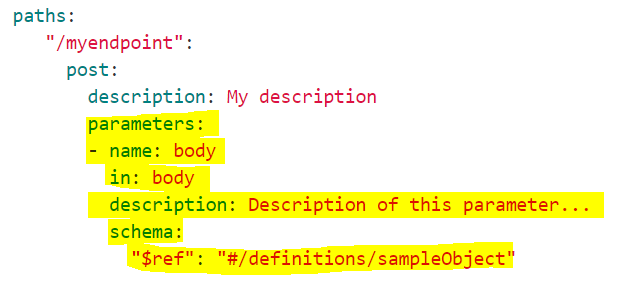 paths:
"/myendpoint":
post:
description: My description
parameters:
- name: body
in: body
description: Description of this parameter...
schema:
"$ref": "#/definitions/sampleObject"